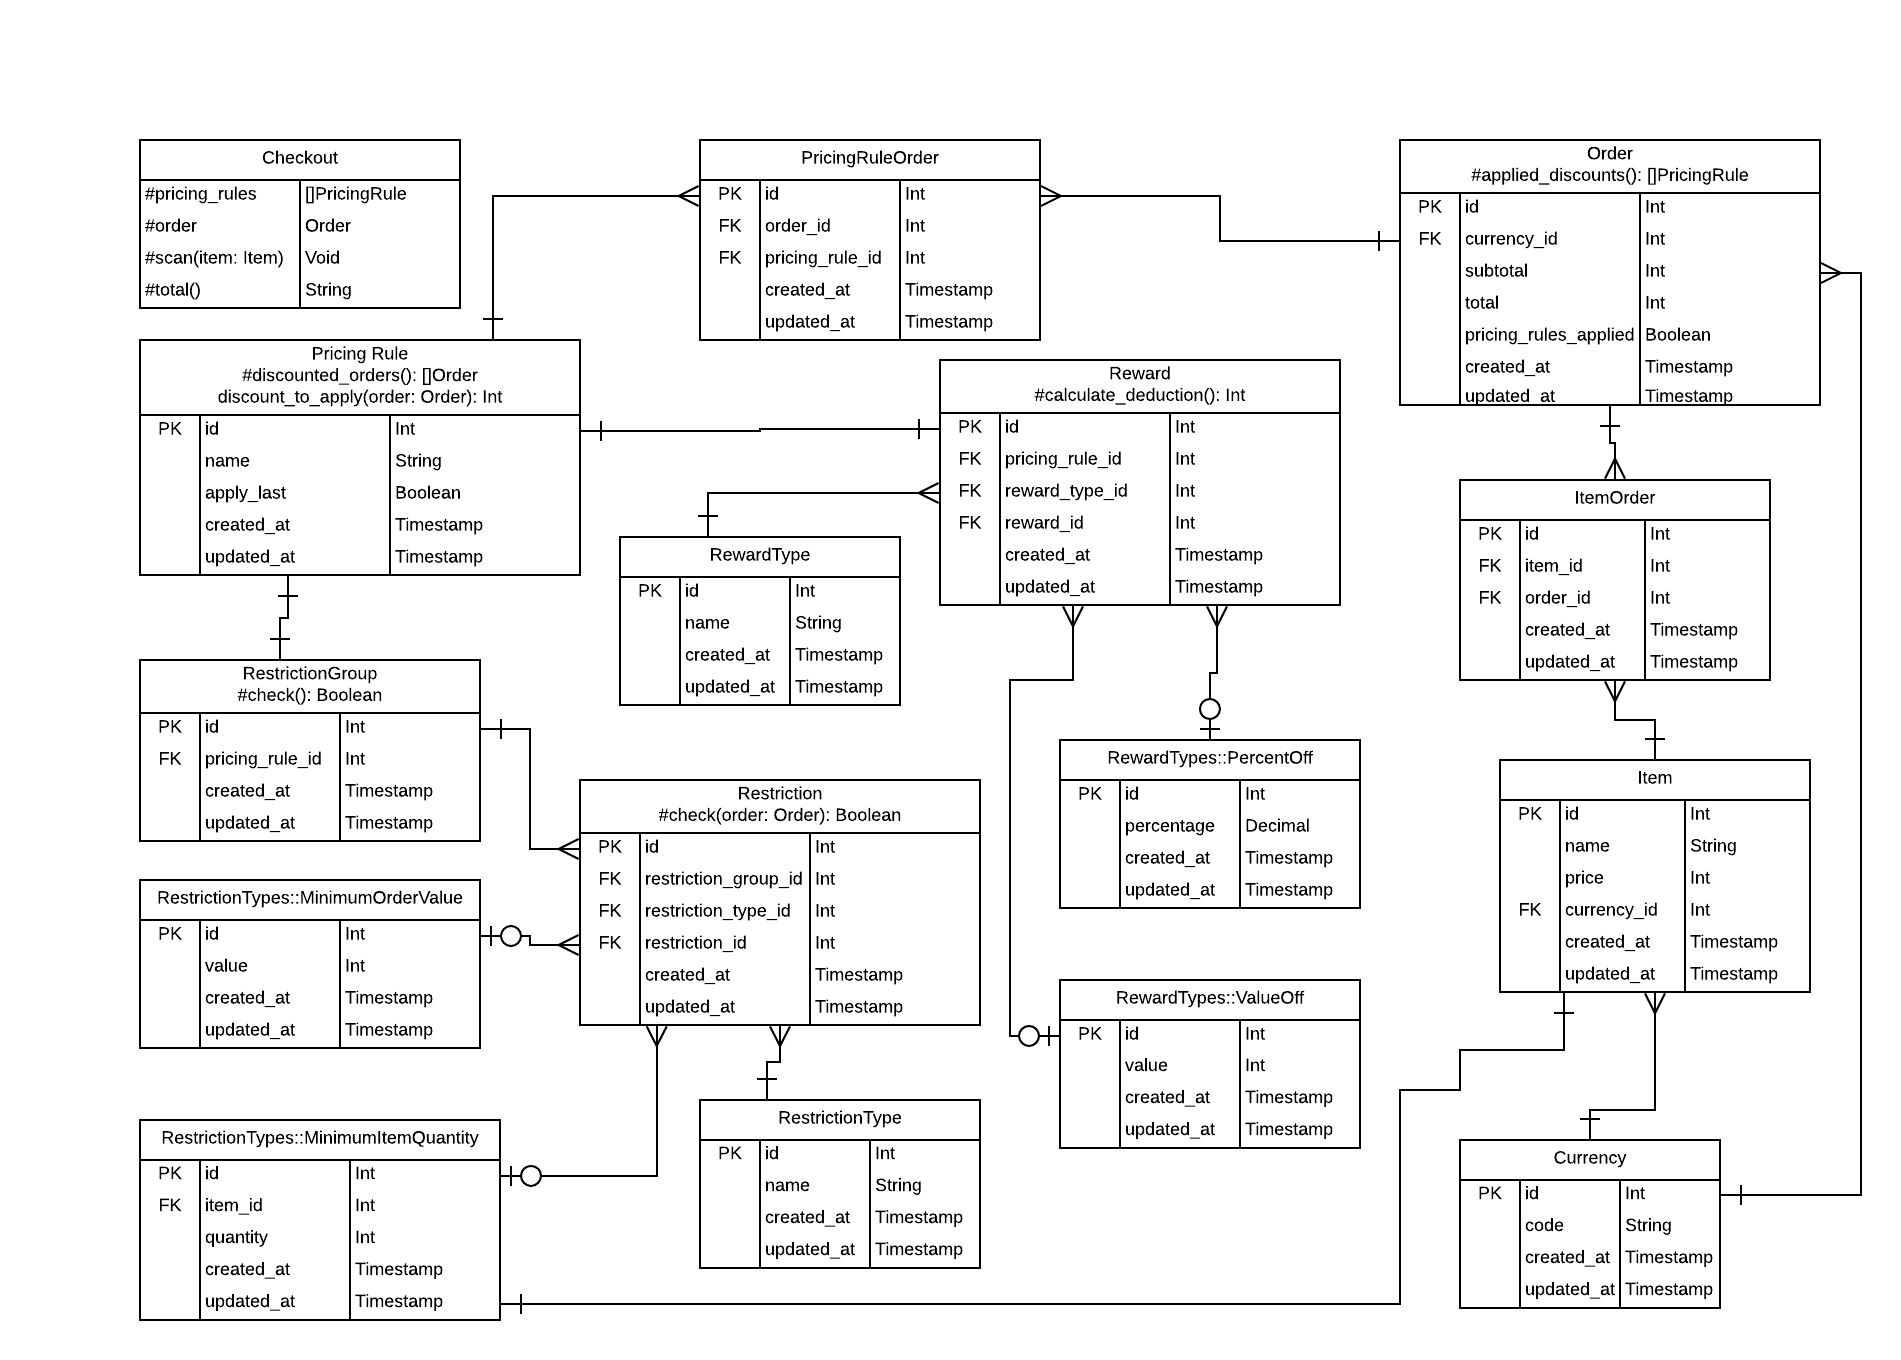 Checkout
#pricing_rules []PricingRule
#order Order
#scan(item: Item) Void
#total() String
PricingRuleOrder
PK id Int
FK order_id Int
FK pricing_rule_id Int
created_at Timestamp
updated_at Timestamp
Order
#applied_discounts(): []PricingRule
PK id Int
FK currency_id Int
subtotal Int
total Int
pricing_rules_applied Boolean
created_at Timestamp
updated_at Timestamp
Pricing Rule
#discounted_orders(): []Order
discount_to_apply(order: Order): Int
PK id Int
name String
apply_last Boolean
created_at Timestamp
updated_at Timestamp
Reward
#calculate_deduction(): Int
PK id Int
FK pricing_rule_id Int
FK reward_type_id Int
FK reward_id Int
created_at Timestamp
updated_at Timestamp
ItemOrder
PK id Int
FK item_id Int
FK order_id Int
created_at Timestamp
updated_at Timestamp
RewardType
PK id Int
name String
created_at Timestamp
updated_at Timestamp
RestrictionGroup
#check(): Boolean
PK id Int
FK pricing_rule_id Int
created_at Timestamp
updated_at Timestamp
RewardTypes::PercentOff
PK id Int
percentage Decimal
created_at Timestamp
updated_at Timestamp
Item
PK id Int
name String
price Int
FK currency_id Int
created_at Timestamp
updated_at Timestamp
Restriction
#check(order: Order): Boolean
PK id Int
FK restriction_group_id Int
FK restriction_type_id Int
FK restriction_id Int
created_at Timestamp
updated_at Timestamp
RestrictionTypes::MinimumOrderValue
PK id Int
value Int
created_at Timestamp
updated_at Timestamp
RewardTypes::ValueOff
PK id Int
value Int
created_at Timestamp
updated_at Timestamp
RestrictionTypes::MinimumItemQuantity
PK id Int
FK item_id Int
quantity Int
created_at Timestamp
updated_at Timestamp
RestrictionType
PK id Int
name String
created_at Timestamp
updated_at Timestamp
Currency
PK id Int
code String
created_at Timestamp
updated_at Timestamp